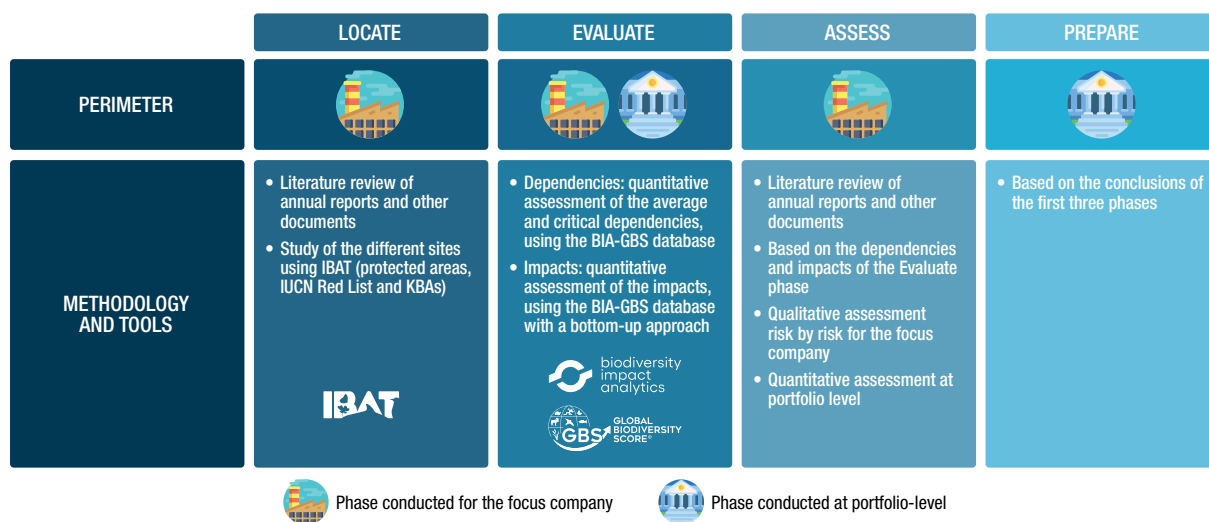 LOCATE
EVALUATE
ASSESS
PREPARE
PERIMETER
METHODOLOGY
AND TOOLS
• Literature review of
annual reports and other
documents
• Study of the different sites
using IBAT (protected areas,
IUCN Red List and KBAs)
IBAT
• Dependencies: quantitative
assessment of the average
and critical dependencies,
using the BIA-GBS database
• Impacts: quantitative
assessment of the impacts,
using the BIA-GBS database
with a bottom-up approach
biodiversity
impact
analytics
GBS
GLOBAL
BIODIVERSITY
SCORE®
• Literature review of
annual reports and other
documents
• Based on the dependencies
and impacts of the Evaluate
phase
• Qualitative assessment
risk by risk for the focus
company
• Quantitative assessment at
portfolio level
• Based on the conclusions of
the first three phases
Phase conducted for the focus company
Phase conducted at portfolio-level